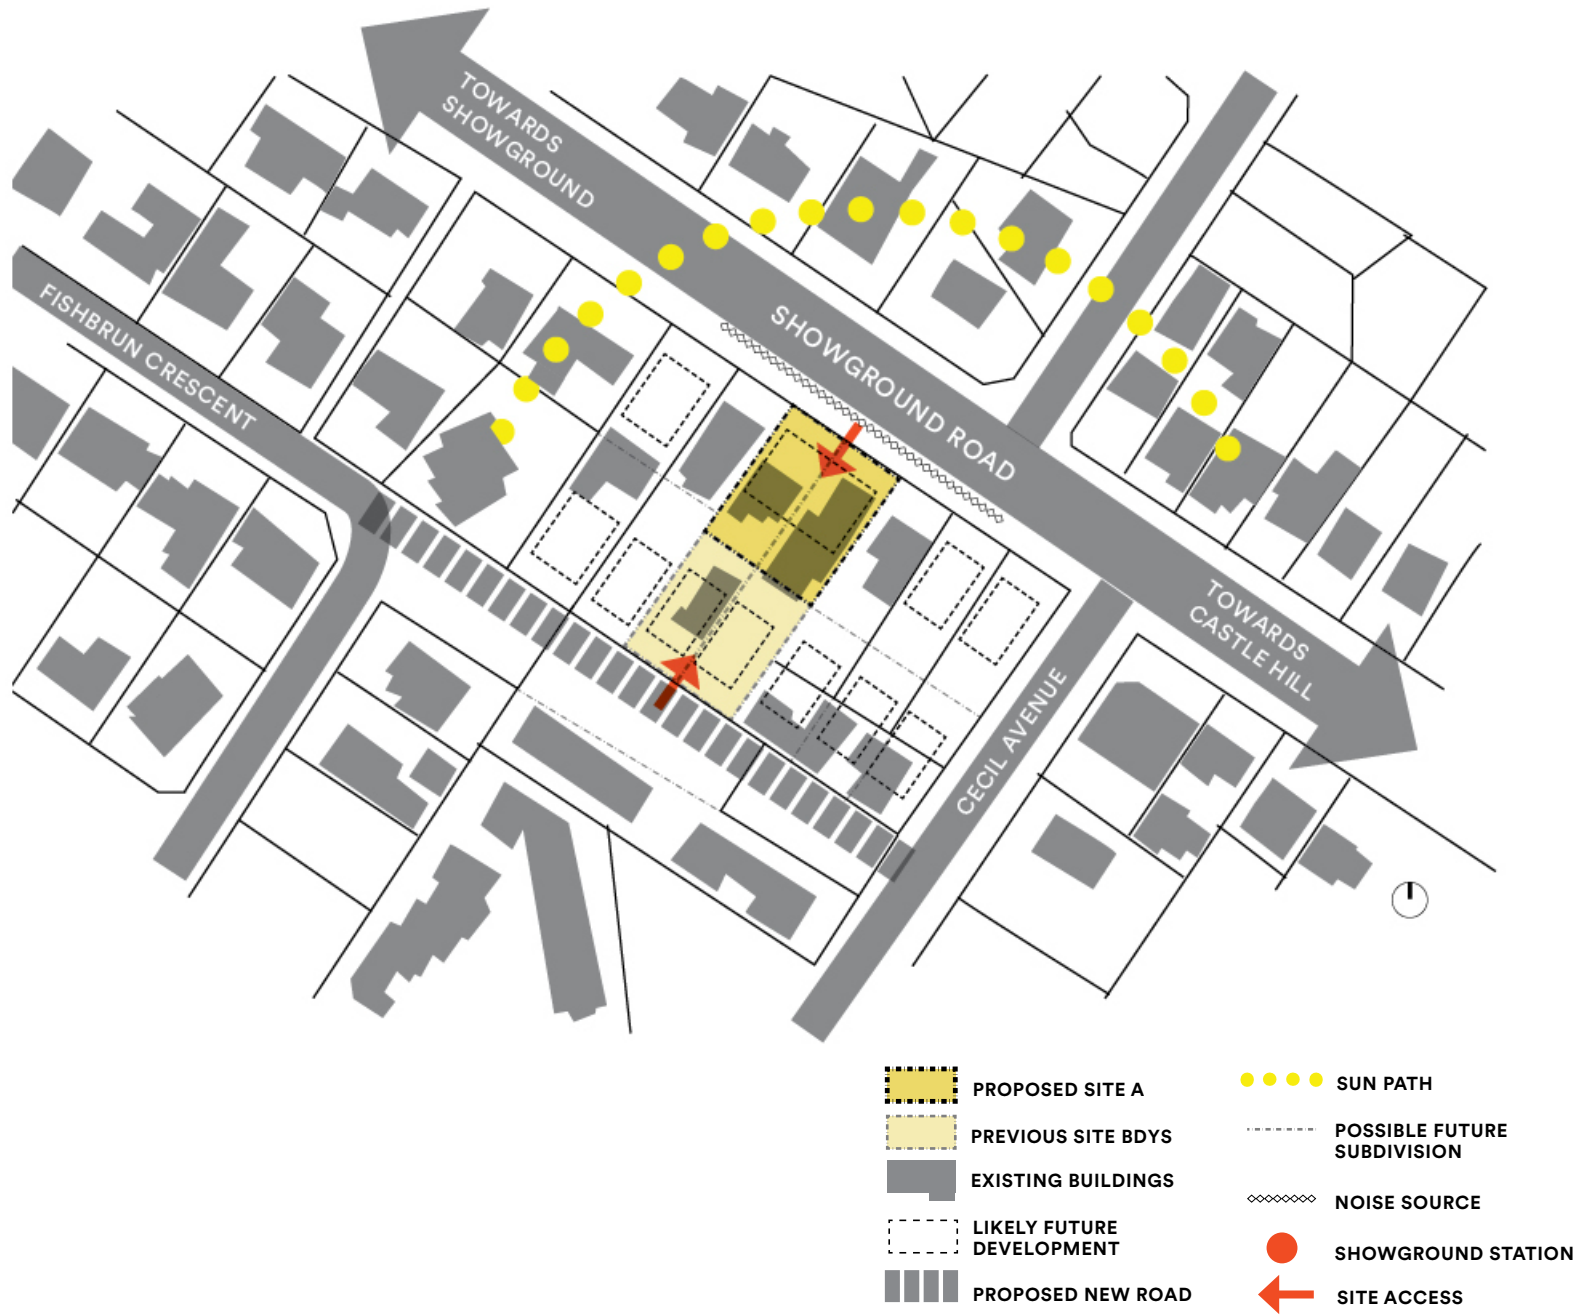 TOWARDS
SHOWGROUND
FISHBRUN CRESCENT
SHOWGROUND ROAD
TOWARDS
CASTLE HILL
CECIL AVENUE
PROPOSED SITE A
PREVIOUS SITE BDYS
EXISTING BUILDINGS
LIKELY FUTURE
DEVELOPMENT
PROPOSED NEW ROAD
SUN PATH
POSSIBLE FUTURE
SUBDIVISION
NOISE SOURCE
SHOWGROUND STATION
SITE ACCESS